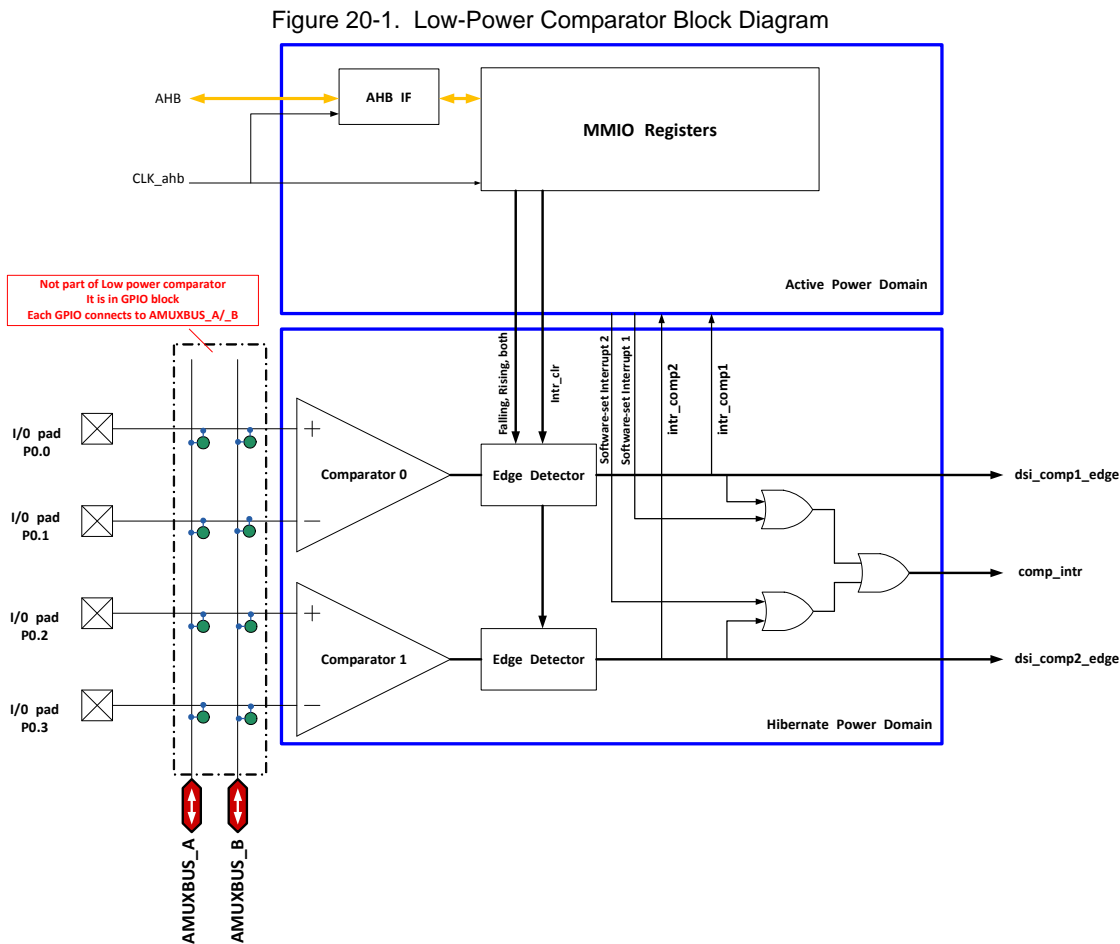 Figure 20-1.  Low-Power Comparator Block Diagram
AHB
AHB IF
MMIO Registers
CLK_ahb
Active Power Domain
Not part of Low power comparator
It is in GPIO block
Each GPIO connects to AMUXBUS_A/_B
Falling, Rising, both
Intr_clr
Software-set Interrupt 2
Software-set Interrupt 1
intr_comp2
intr_comp1
I/0 pad
P0.0
+
Comparator 0
Edge Detector
dsi_comp1_edge
I/0 pad
P0.1
−
comp_intr
I/0 pad
P0.2
+
Comparator 1
Edge Detector
dsi_comp2_edge
I/0 pad
P0.3
−
Hibernate Power Domain
AMUXBUS_A
AMUXBUS_B